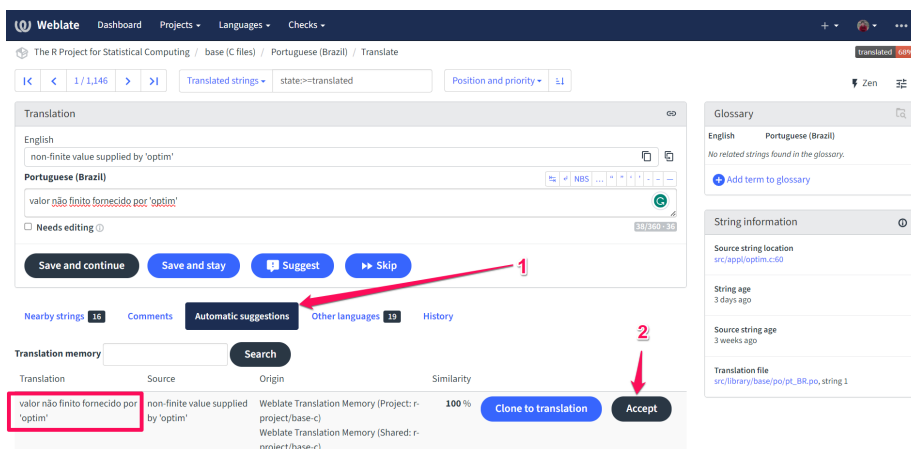 Weblate Dashboard Projects Languages Checks
The R Project for Statistical Computing / base (C files) / Portuguese (Brazil) / Translate
translated 68%
1 / 1,146 Translated strings state:>=translated Position and priority
Zen
Translation
English
non-finite value supplied by 'optim'
Portuguese (Brazil)
NBS … “ ” ‘ ’ - – —
valor não finito fornecido por 'optim'
Needs editing
38/360 · 36
Save and continue Save and stay Suggest Skip
1
Nearby strings 16 Comments Automatic suggestions Other languages 19 History
2
Translation memory Search
Translation Source Origin Similarity
valor não finito fornecido por non-finite value supplied Weblate Translation Memory (Project: r- 100 % Clone to translation Accept
'optim' by 'optim' project/base-c)
Weblate Translation Memory (Shared: r-
project/base-c)
Glossary
English Portuguese (Brazil)
No related strings found in the glossary.
Add term to glossary
String information
Source string location
src/appl/optim.c:60
String age
3 days ago
Source string age
3 weeks ago
Translation file
src/library/base/po/pt_BR.po, string 1